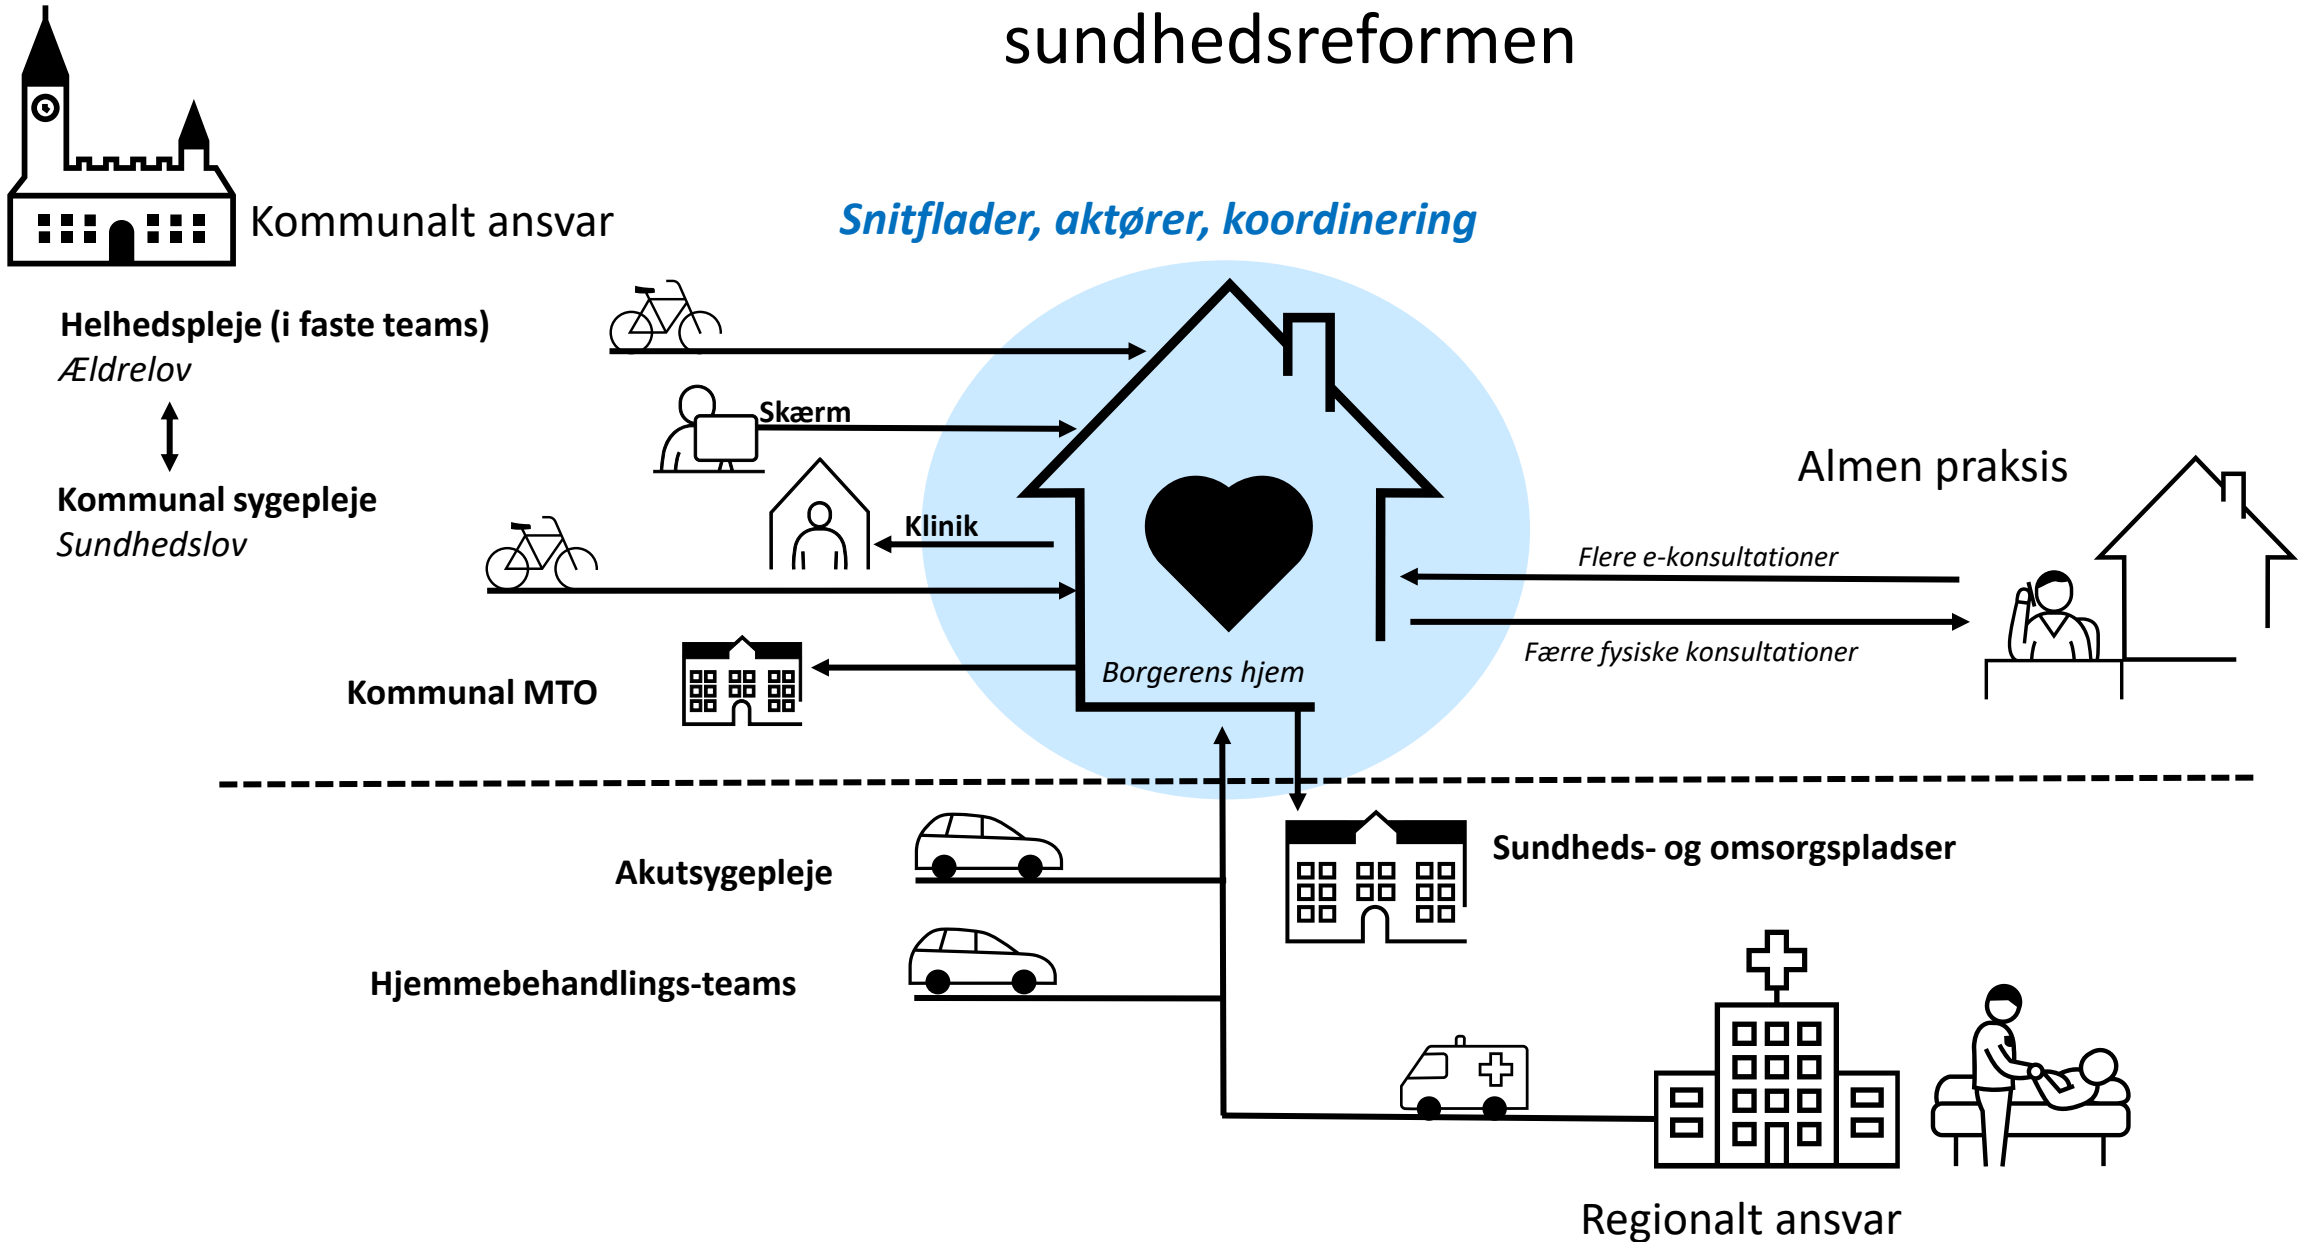 sundhedsreformen
Kommunalt ansvar
Snitflader, aktører, koordinering
Helhedspleje (i faste teams)
Ældrelov
Skærm
Almen praksis
Kommunal sygepleje
Sundhedslov
Klinik
Flere e-konsultationer
Færre fysiske konsultationer
Borgerens hjem
Kommunal MTO
Sundheds- og omsorgspladser
Akutsygepleje
Hjemmebehandlings-teams
Regionalt ansvar